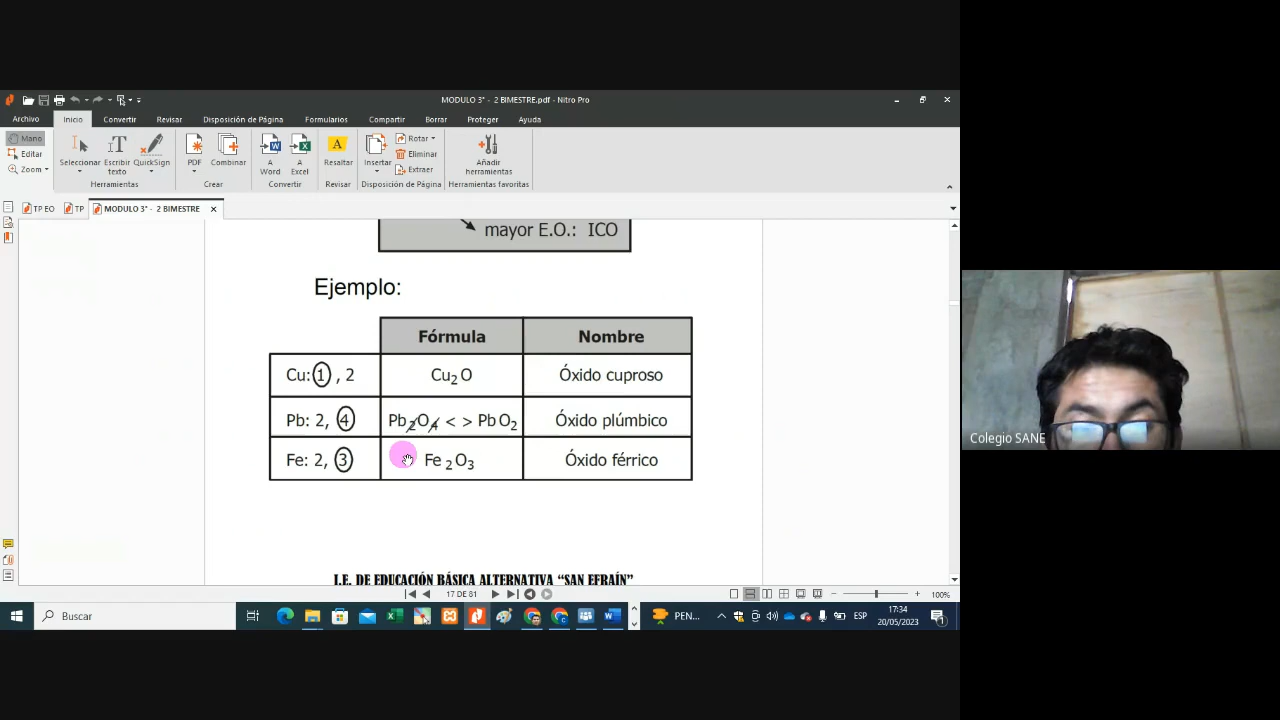 MODULO 3° - 2 BIMESTRE.pdf - Nitro Pro
Archivo Inicio Convertir Revisar Disposición de Página Formularios Compartir Borrar Proteger Ayuda
Mano
Editar
Zoom
Seleccionar
Escribir texto
QuickSign
Herramientas
PDF
Combinar
Crear
A Word
A Excel
Convertir
Resaltar
Revisar
Insertar
Rotar
Eliminar
Extraer
Disposición de Página
Añadir herramientas
Herramientas favoritas
TP EO TP MODULO 3° - 2 BIMESTRE
mayor E.O.: ICO
Ejemplo:
Fórmula Nombre
Cu: 1 , 2 Cu2 O Óxido cuproso
Pb: 2, 4 Pb2O4 < > Pb O2 Óxido plúmbico
Fe: 2, 3 Fe 2 O3 Óxido férrico
I.E. DE EDUCACIÓN BÁSICA ALTERNATIVA “SAN EFRAÍN”
17 DE 81
100%
Buscar
PEN...
ESP
17:34
20/05/2023
1
Colegio SANE